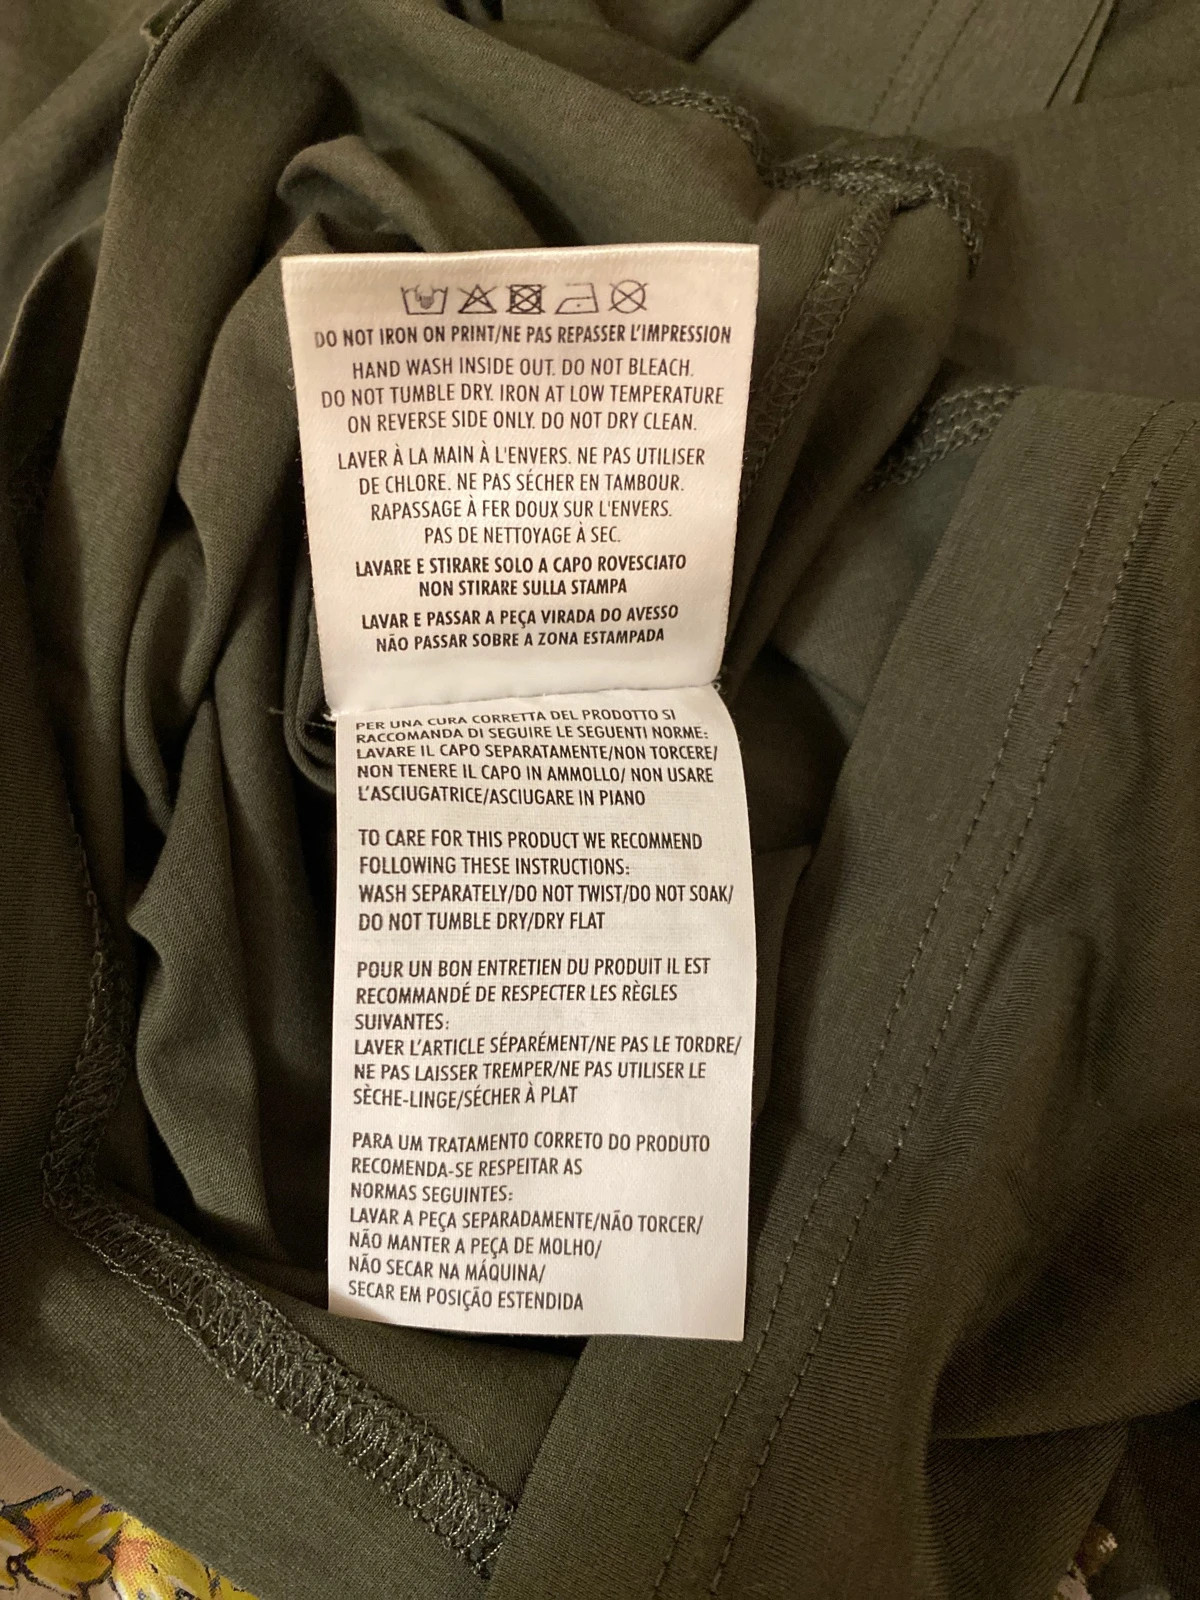 DO NOT IRON ON PRINT/NE PAS REPASSER L'IMPRESSION
HAND WASH INSIDE OUT. DO NOT BLEACH.
DO NOT TUMBLE DRY. IRON AT LOW TEMPERATURE
ON REVERSE SIDE ONLY. DO NOT DRY CLEAN.
LAVER À LA MAIN À L'ENVERS. NE PAS UTILISER
DE CHLORE. NE PAS SÉCHER EN TAMBOUR.
RAPASSAGE À FER DOUX SUR L'ENVERS.
PAS DE NETTOYAGE À SEC.
LAVARE E STIRARE SOLO A CAPO ROVESCIATO
NON STIRARE SULLA STAMPA
LAVAR E PASSAR A PEÇA VIRADA DO AVESSO
NÃO PASSAR SOBRE A ZONA ESTAMPADA
PER UNA CURA CORRETTA DEL PRODOTTO SI
RACCOMANDA DI SEGUIRE LE SEGUENTI NORME:
LAVARE IL CAPO SEPARATAMENTE/NON TORCERE/
NON TENERE IL CAPO IN AMMOLLO/ NON USARE
L'ASCIUGATRICE/ASCIUGARE IN PIANO
TO CARE FOR THIS PRODUCT WE RECOMMEND
FOLLOWING THESE INSTRUCTIONS:
WASH SEPARATELY/DO NOT TWIST/DO NOT SOAK/
DO NOT TUMBLE DRY/DRY FLAT
POUR UN BON ENTRETIEN DU PRODUIT IL EST
RECOMMANDÉ DE RESPECTER LES RÈGLES
SUIVANTES:
LAVER L'ARTICLE SÉPARÉMENT/NE PAS LE TORDRE/
NE PAS LAISSER TREMPER/NE PAS UTILISER LE
SÈCHE-LINGE/SÉCHER À PLAT
PARA UM TRATAMENTO CORRETO DO PRODUTO
RECOMENDA-SE RESPEITAR AS
NORMAS SEGUINTES:
LAVAR A PEÇA SEPARADAMENTE/NÃO TORCER/
NÃO MANTER A PEÇA DE MOLHO/
NÃO SECAR NA MÁQUINA/
SECAR EM POSIÇÃO ESTENDIDA